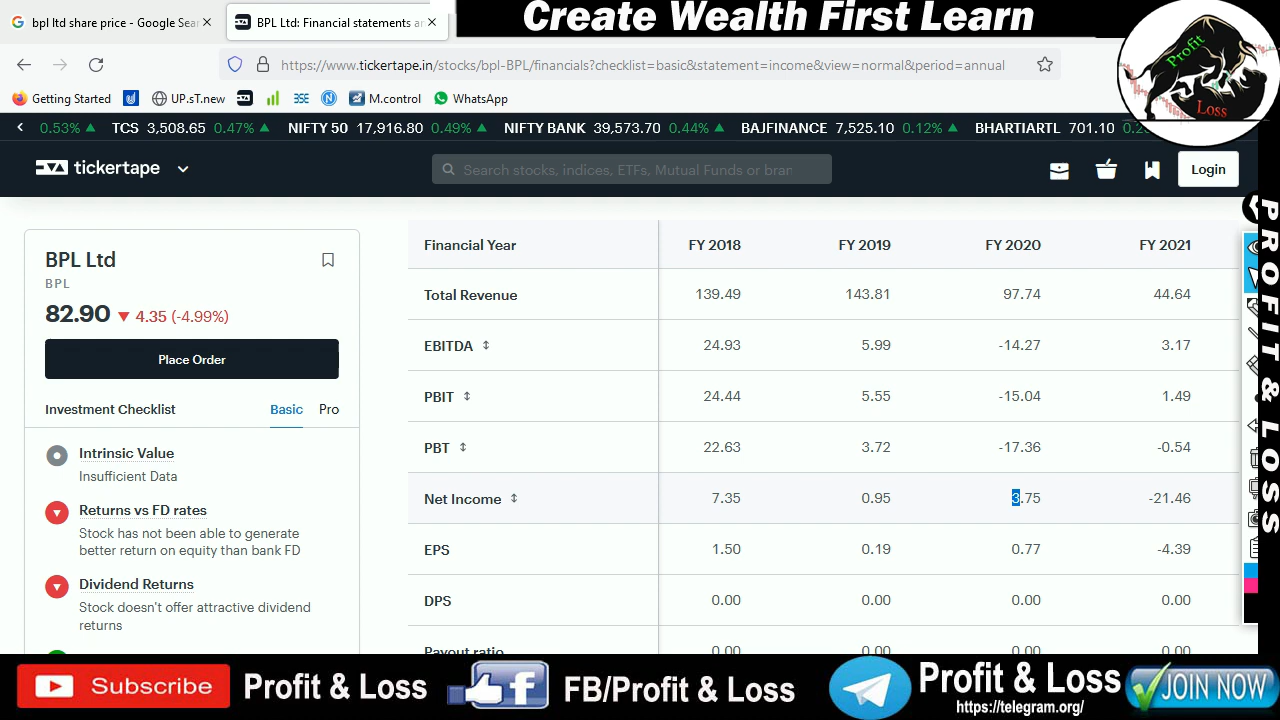 bpl ltd share price - Google Sear
BPL Ltd: Financial statements a
Create Wealth First Learn
https://www.tickertape.in/stocks/bpl-BPL/financials?checklist=basic&statement=income&view=normal&period=annual
Getting Started
UP.sT.new
M.control
WhatsApp
0.53% ▲ TCS 3,508.65 0.47% ▲ NIFTY 50 17,916.80 0.49% ▲ NIFTY BANK 39,573.70 0.44% ▲ BAJFINANCE 7,525.10 0.12% ▲ BHARTIARTL 701.10
tickertape
Search stocks, indices, ETFs, Mutual Funds or bran
Login
Profit
Loss
BPL Ltd
BPL
82.90 ▼ 4.35 (-4.99%)
Place Order
Investment Checklist Basic Pro
Intrinsic Value
Insufficient Data
Returns vs FD rates
Stock has not been able to generate
better return on equity than bank FD
Dividend Returns
Stock doesn't offer attractive dividend
returns
Financial Year FY 2018 FY 2019 FY 2020 FY 2021
Total Revenue 139.49 143.81 97.74 44.64
EBITDA 24.93 5.99 -14.27 3.17
PBIT 24.44 5.55 -15.04 1.49
PBT 22.63 3.72 -17.36 -0.54
Net Income 7.35 0.95 3.75 -21.46
EPS 1.50 0.19 0.77 -4.39
DPS 0.00 0.00 0.00 0.00
Payout ratio 0.00 0.00 0.00 0.00
PROFIT & LOSS
Subscribe
Profit & Loss
FB/Profit & Loss
Profit & Loss
https://telegram.org/
JOIN NOW